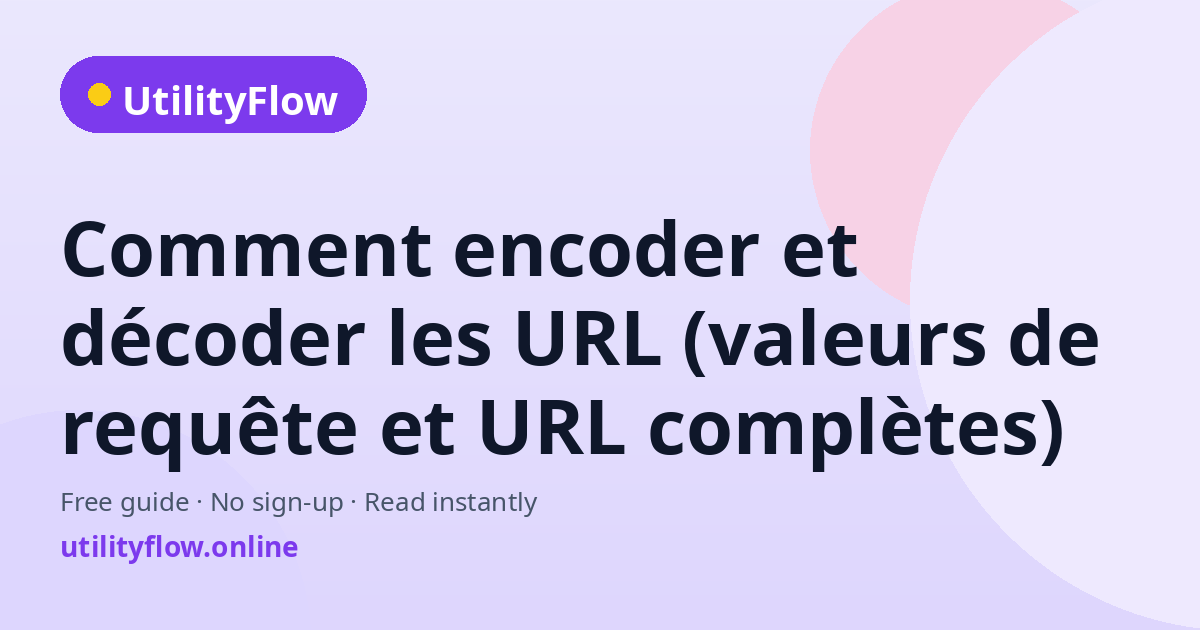 UtilityFlow
Comment encoder et
décoder les URL (valeurs de
requête et URL complètes)
Free guide · No sign-up · Read instantly
utilityflow.online